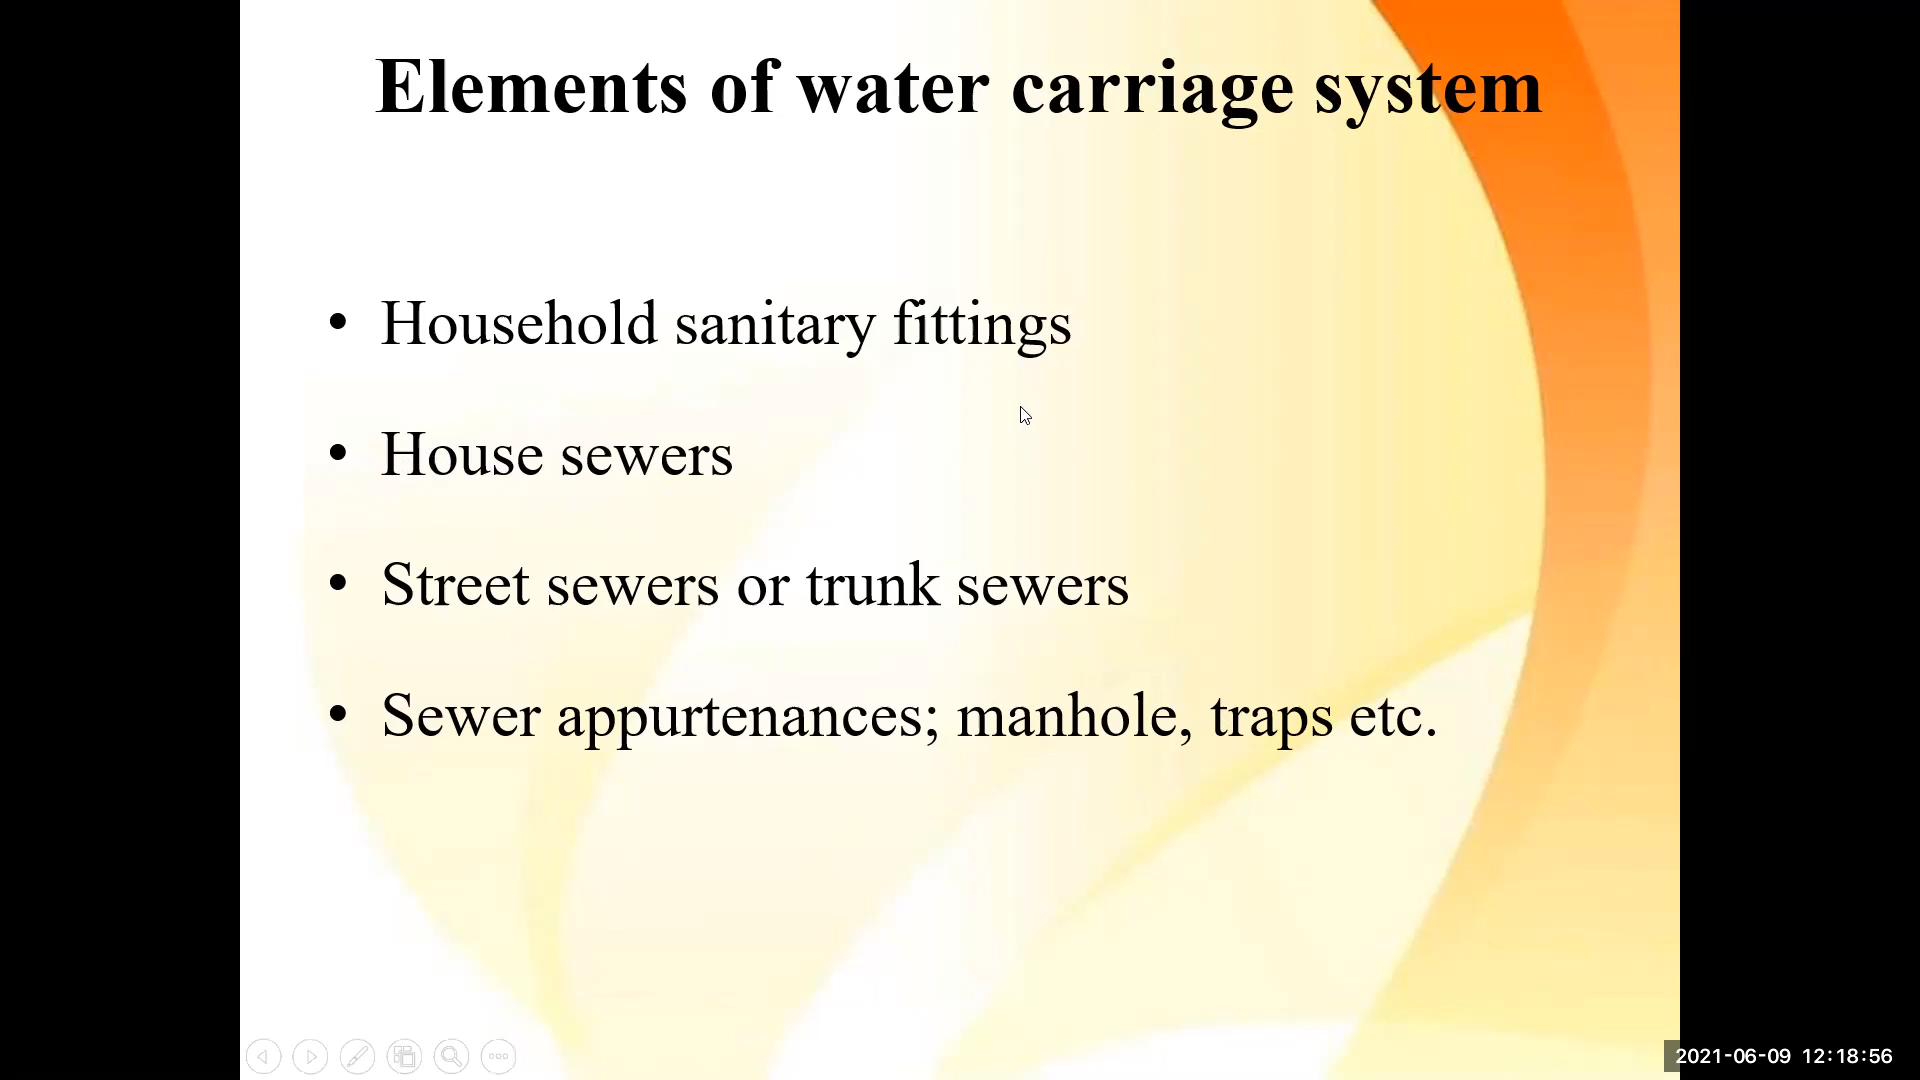 Elements of water carriage system
• Household sanitary fittings
• House sewers
• Street sewers or trunk sewers
• Sewer appurtenances; manhole, traps etc.
2021-06-09 12:18:56